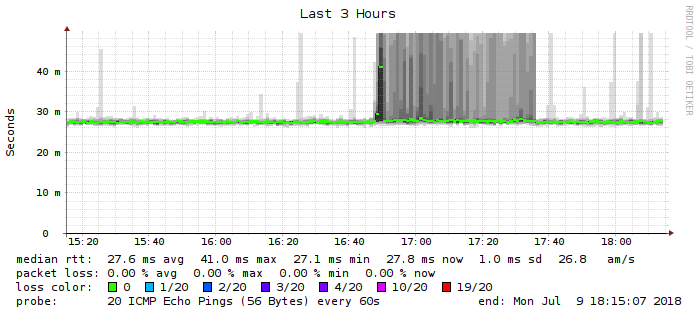 Last 3 Hours
RRDTOOL / TOBI OETIKER
Seconds
40 m
30 m
20 m
10 m
0
15:20 15:40 16:00 16:20 16:40 17:00 17:20 17:40 18:00
median rtt: 27.6 ms avg 41.0 ms max 27.1 ms min 27.8 ms now 1.0 ms sd 26.8 am/s
packet loss: 0.00 % avg 0.00 % max 0.00 % min 0.00 % now
loss color: 0 1/20 2/20 3/20 4/20 10/20 19/20
probe: 20 ICMP Echo Pings (56 Bytes) every 60s end: Mon Jul 9 18:15:07 2018